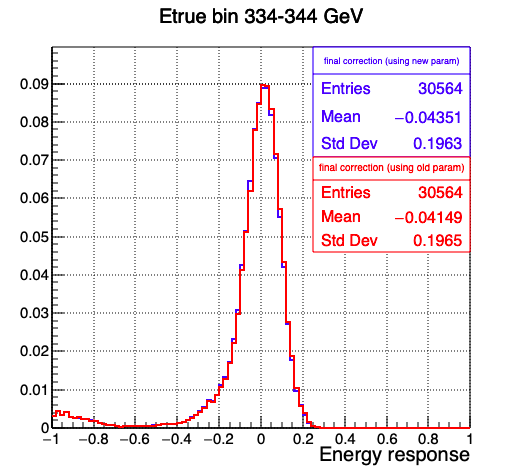 Etrue bin 334-344 GeV
final correction (using new param)
Entries 30564
Mean −0.04351
Std Dev 0.1963
final correction (using old param)
Entries 30564
Mean −0.04149
Std Dev 0.1965
0.09
0.08
0.07
0.06
0.05
0.04
0.03
0.02
0.01
0
−1 −0.8 −0.6 −0.4 −0.2 0 0.2 0.4 0.6 0.8 1
Energy response